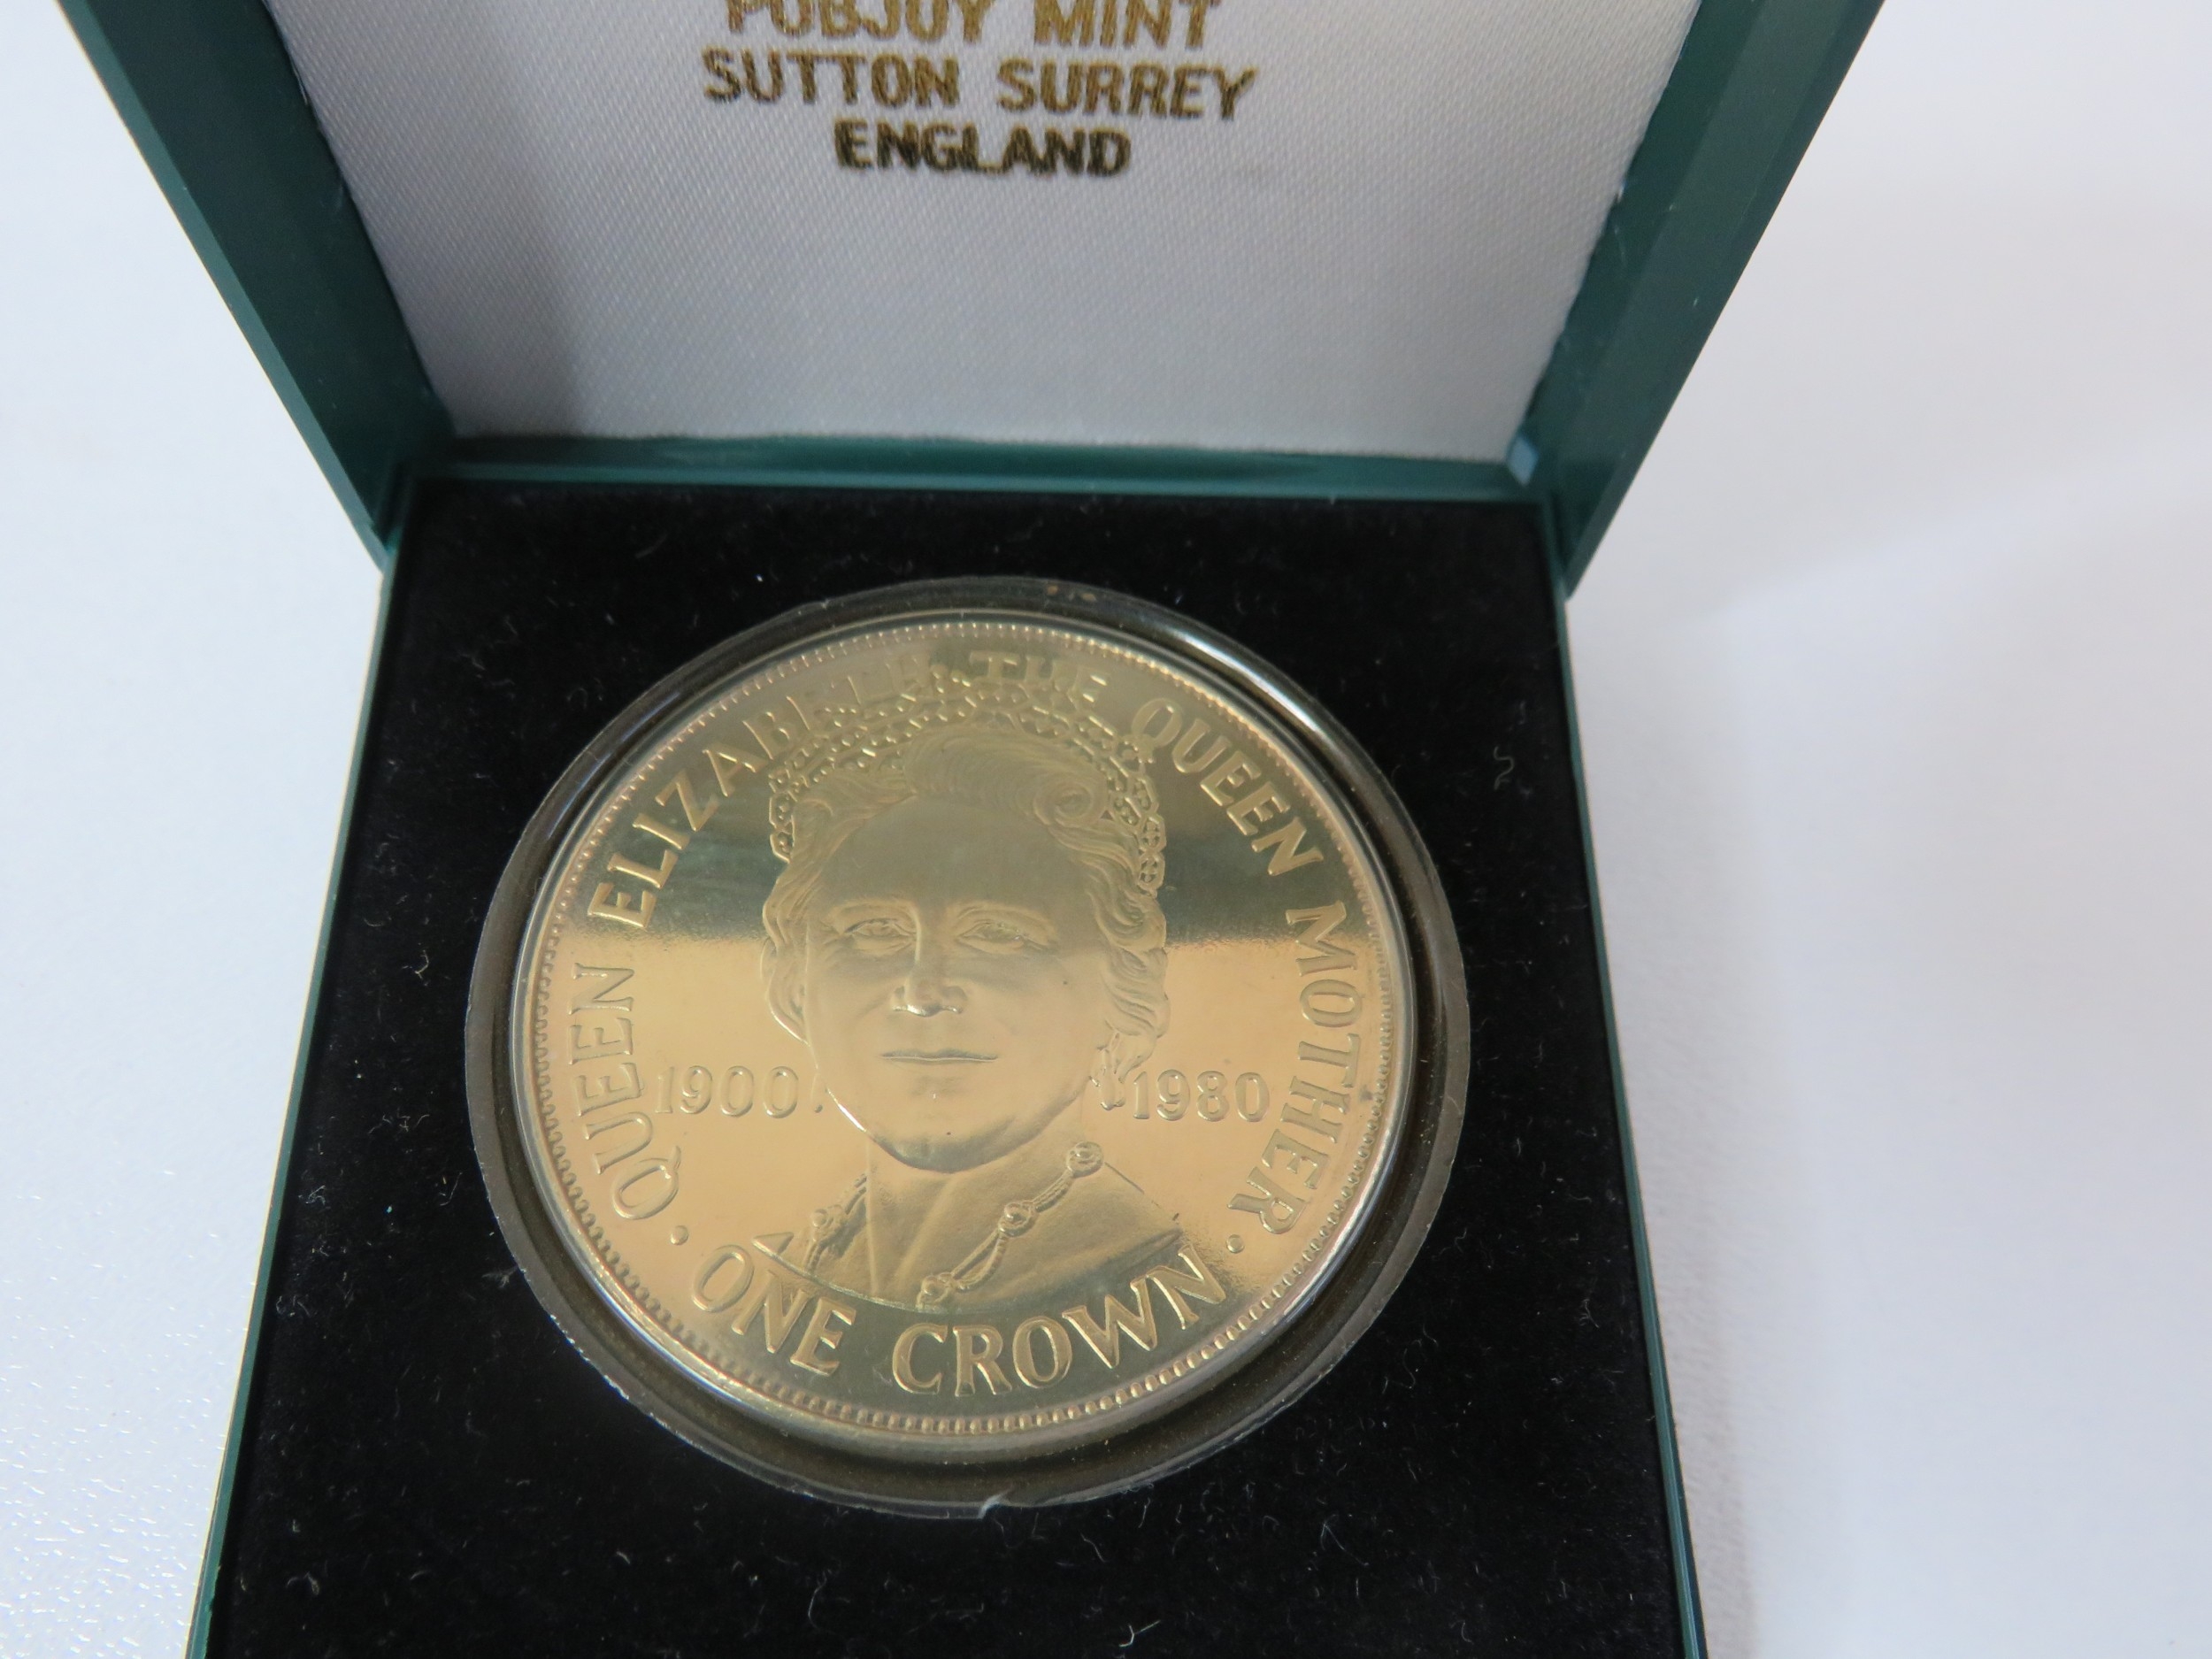 POBJOY MINT
SUTTON SURREY
ENGLAND
QUEEN ELIZABETH THE QUEEN MOTHER
1900 1980
· ONE CROWN ·